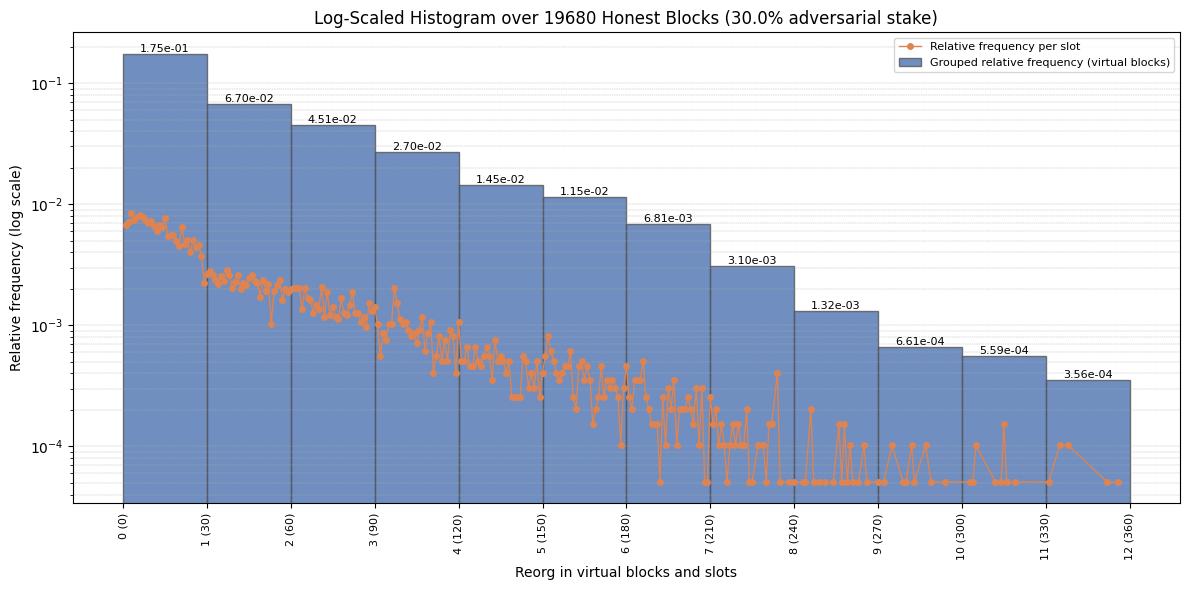 Log-Scaled Histogram over 19680 Honest Blocks (30.0% adversarial stake)
Relative frequency per slot
Grouped relative frequency (virtual blocks)
1.75e-01
6.70e-02
4.51e-02
2.70e-02
1.45e-02
1.15e-02
6.81e-03
3.10e-03
1.32e-03
6.61e-04
5.59e-04
3.56e-04
Relative frequency (log scale)
10⁻¹
10⁻²
10⁻³
10⁻⁴
0 (0)
1 (30)
2 (60)
3 (90)
4 (120)
5 (150)
6 (180)
7 (210)
8 (240)
9 (270)
10 (300)
11 (330)
12 (360)
Reorg in virtual blocks and slots